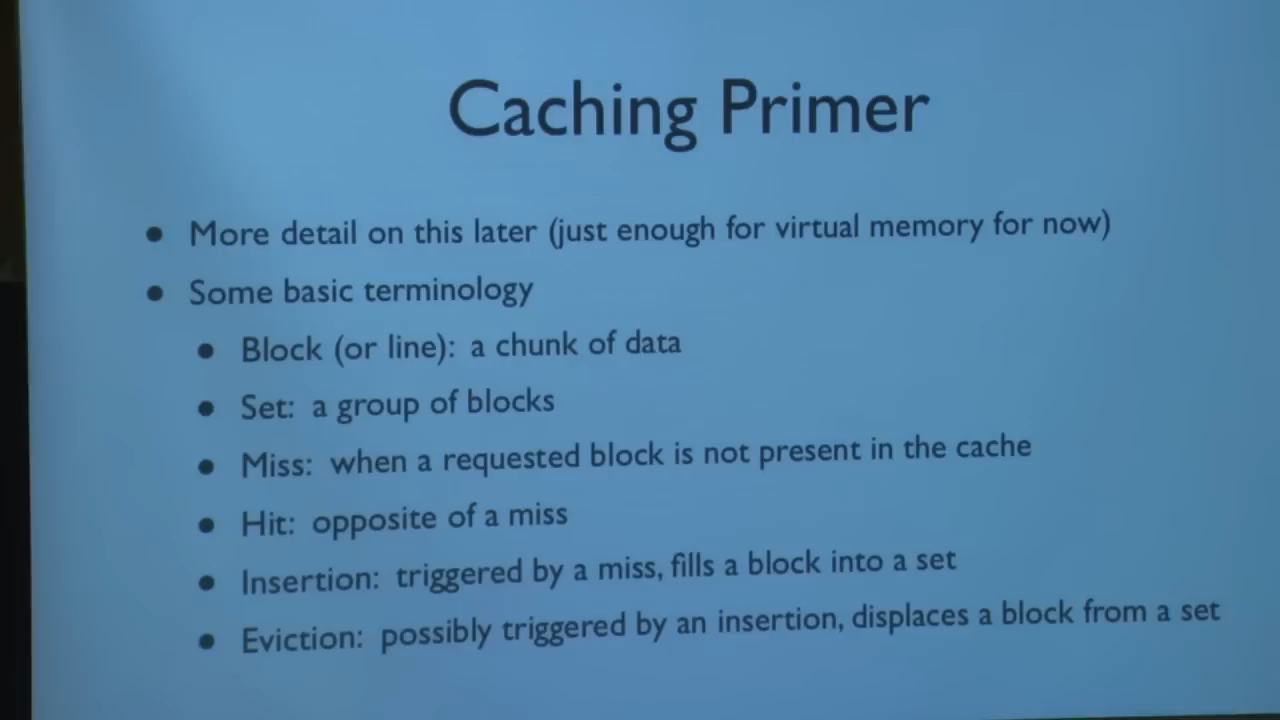 Caching Primer
• More detail on this later (just enough for virtual memory for now)
• Some basic terminology
• Block (or line): a chunk of data
• Set: a group of blocks
• Miss: when a requested block is not present in the cache
• Hit: opposite of a miss
• Insertion: triggered by a miss, fills a block into a set
• Eviction: possibly triggered by an insertion, displaces a block from a set